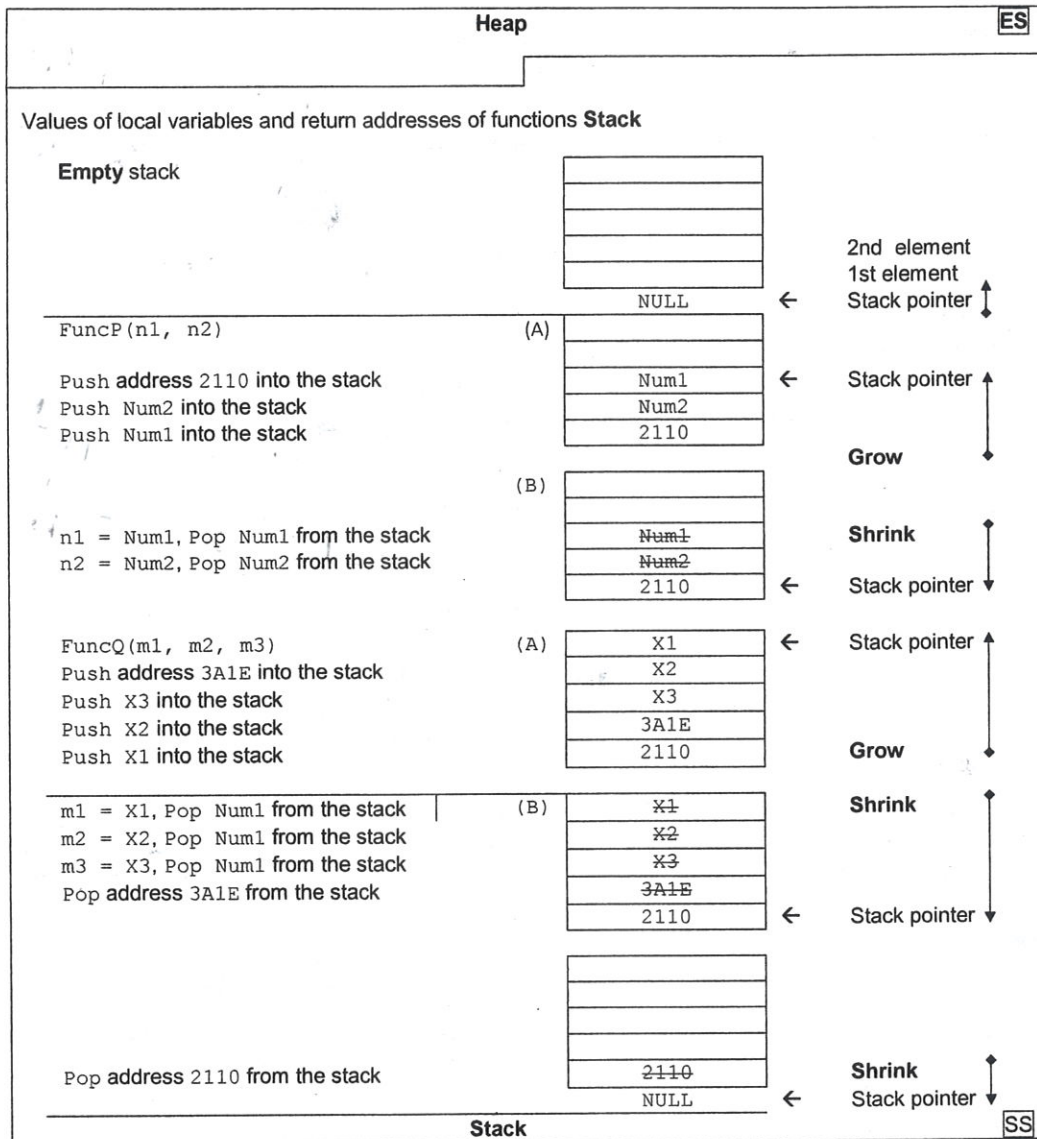 Heap ES
Values of local variables and return addresses of functions Stack
Empty stack
2nd element
1st element
NULL ← Stack pointer
FuncP(n1, n2) (A)
Push address 2110 into the stack Num1 ← Stack pointer
Push Num2 into the stack Num2
Push Num1 into the stack 2110
Grow
(B)
n1 = Num1, Pop Num1 from the stack Num1 Shrink
n2 = Num2, Pop Num2 from the stack Num2
2110 ← Stack pointer
FuncQ(m1, m2, m3) (A) X1 ← Stack pointer
Push address 3A1E into the stack X2
Push X3 into the stack X3
Push X2 into the stack 3A1E
Push X1 into the stack 2110 Grow
m1 = X1, Pop Num1 from the stack (B) X1 Shrink
m2 = X2, Pop Num1 from the stack X2
m3 = X3, Pop Num1 from the stack X3
Pop address 3A1E from the stack 3A1E
2110 ← Stack pointer
Pop address 2110 from the stack 2110 Shrink
NULL ← Stack pointer
Stack SS